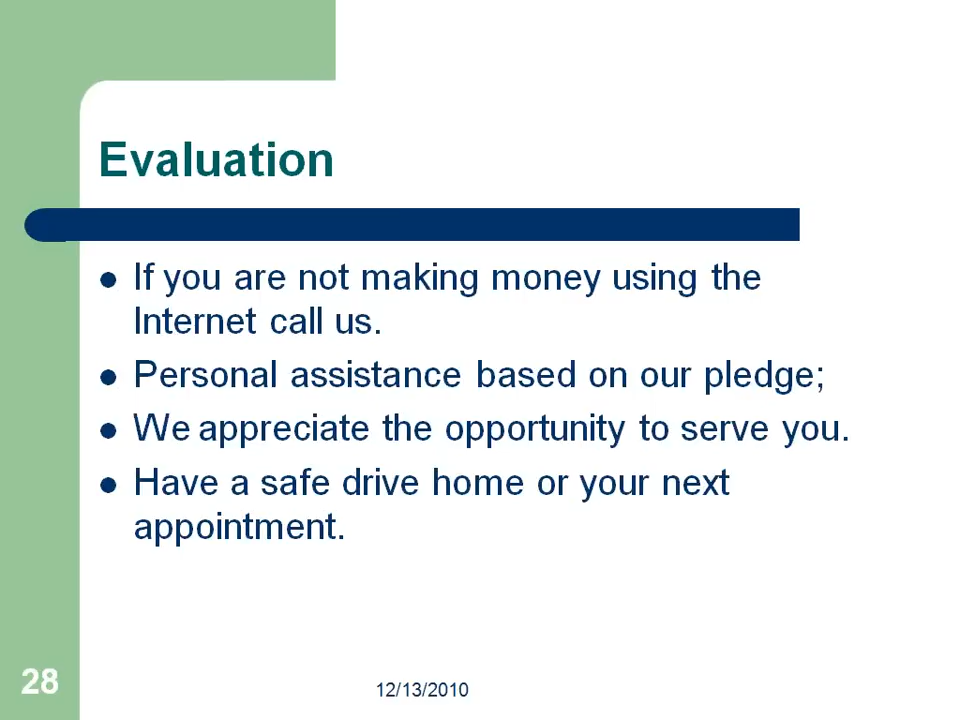 Evaluation
If you are not making money using the
Internet call us.
Personal assistance based on our pledge;
We appreciate the opportunity to serve you.
Have a safe drive home or your next
appointment.
28
12/13/2010